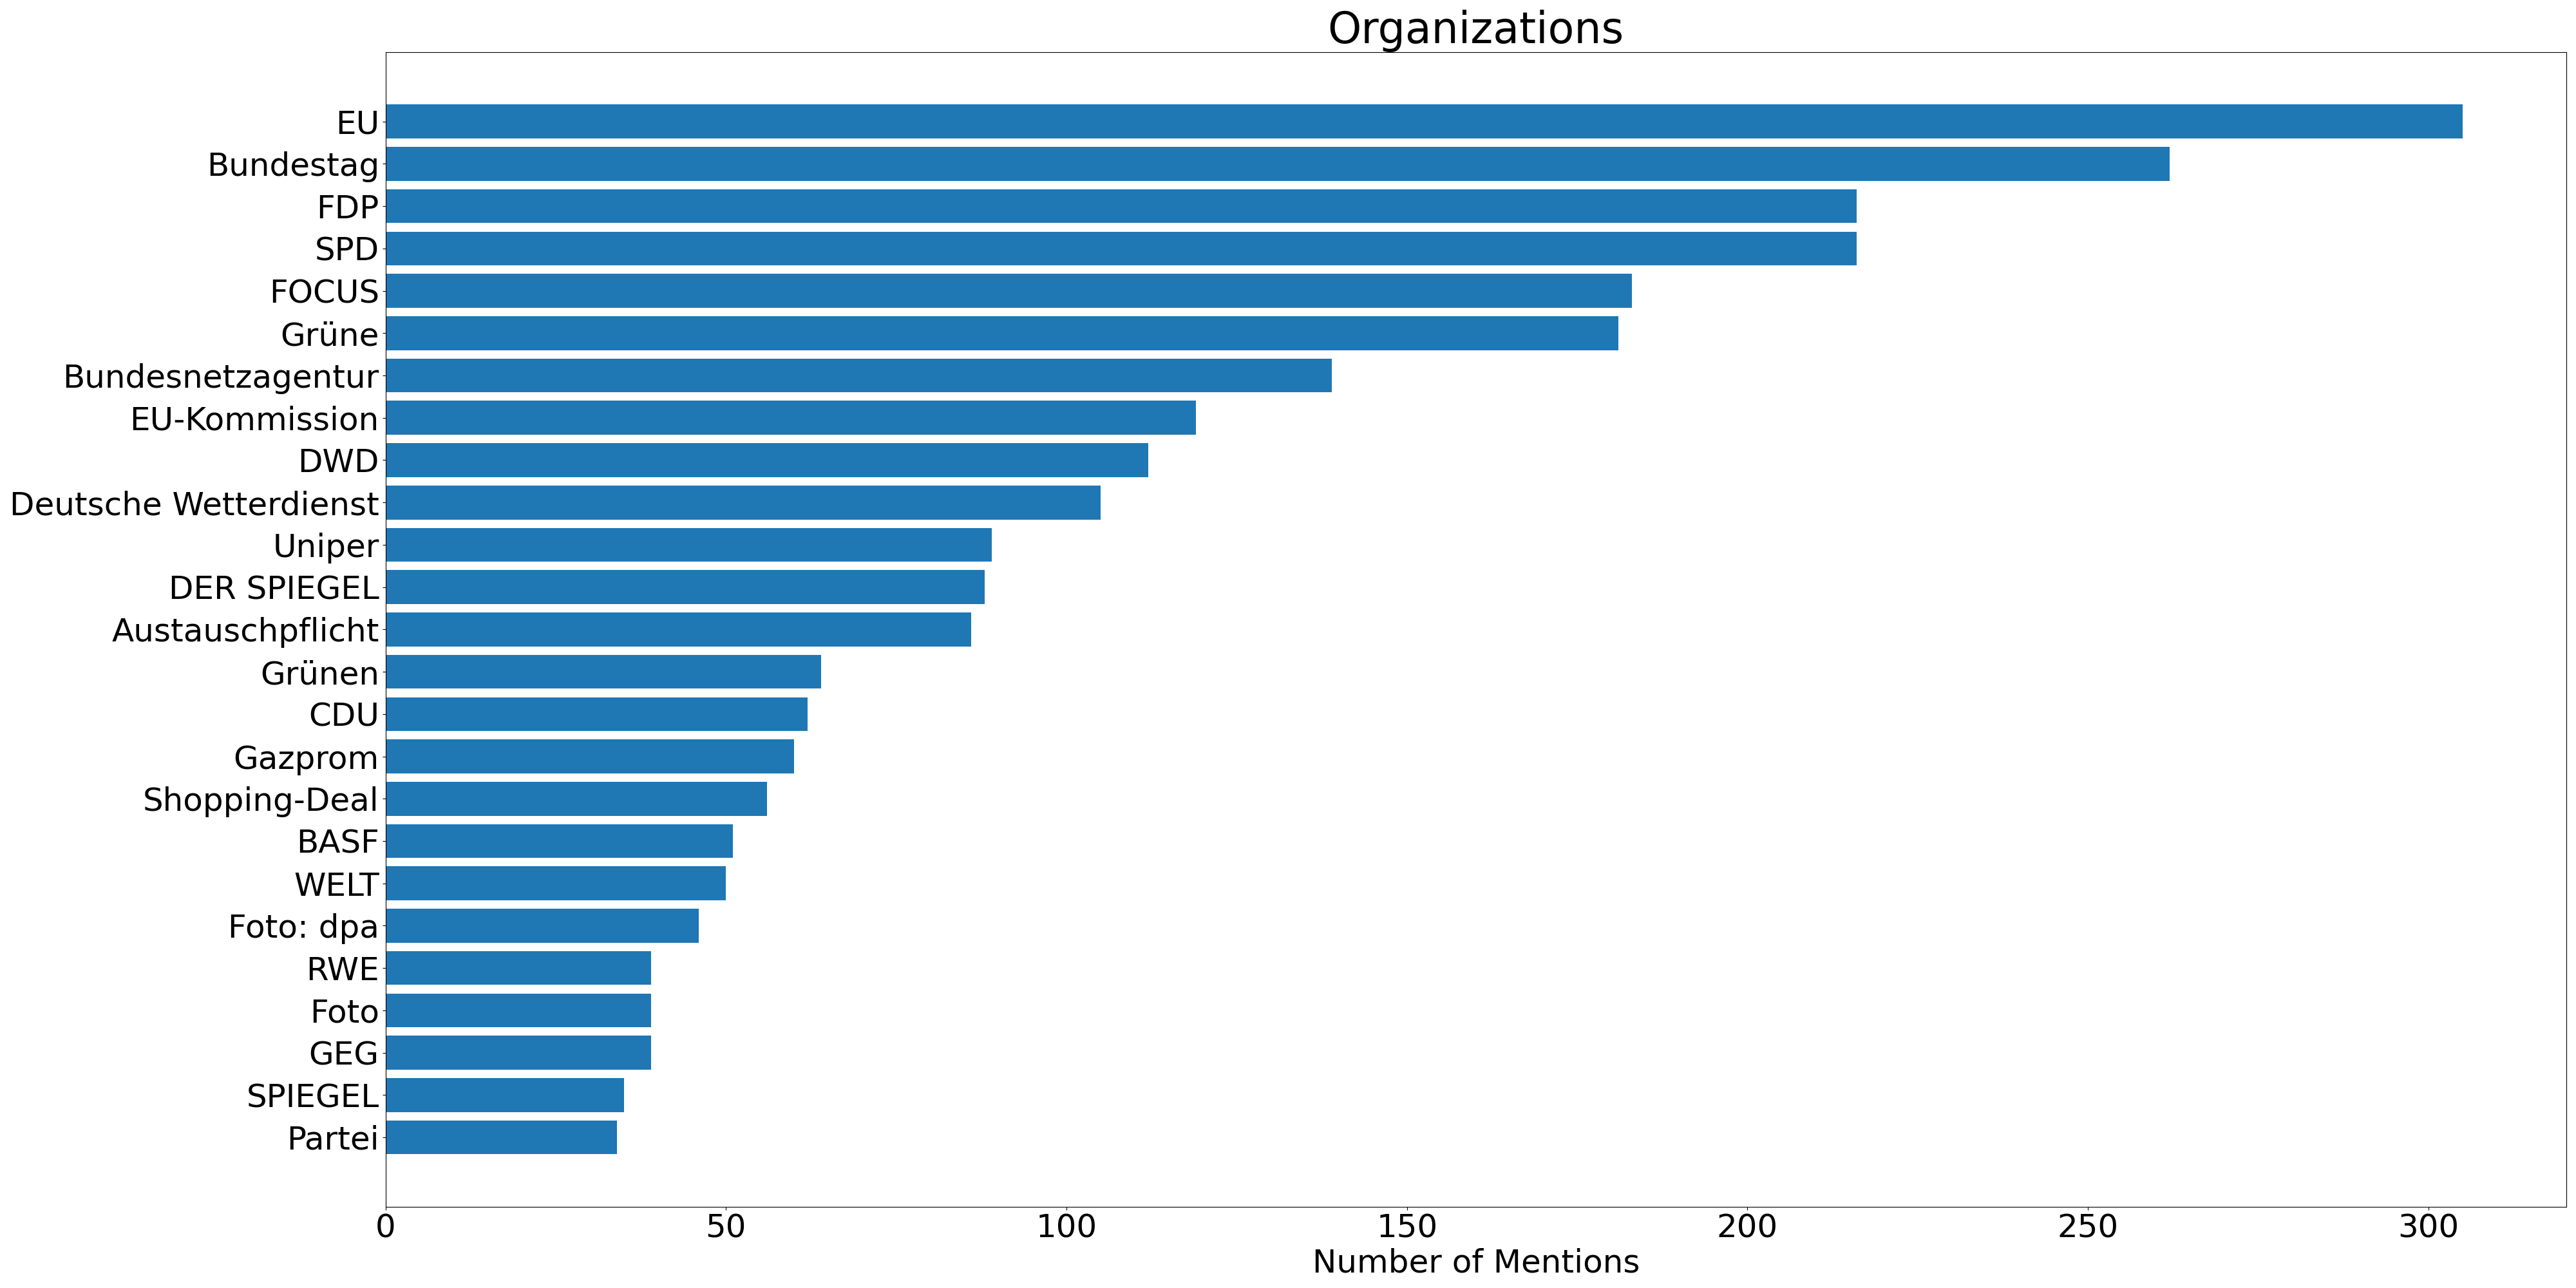 Organizations
EU
Bundestag
FDP
SPD
FOCUS
Grüne
Bundesnetzagentur
EU-Kommission
DWD
Deutsche Wetterdienst
Uniper
DER SPIEGEL
Austauschpflicht
Grünen
CDU
Gazprom
Shopping-Deal
BASF
WELT
Foto: dpa
RWE
Foto
GEG
SPIEGEL
Partei
0 50 100 150 200 250 300
Number of Mentions